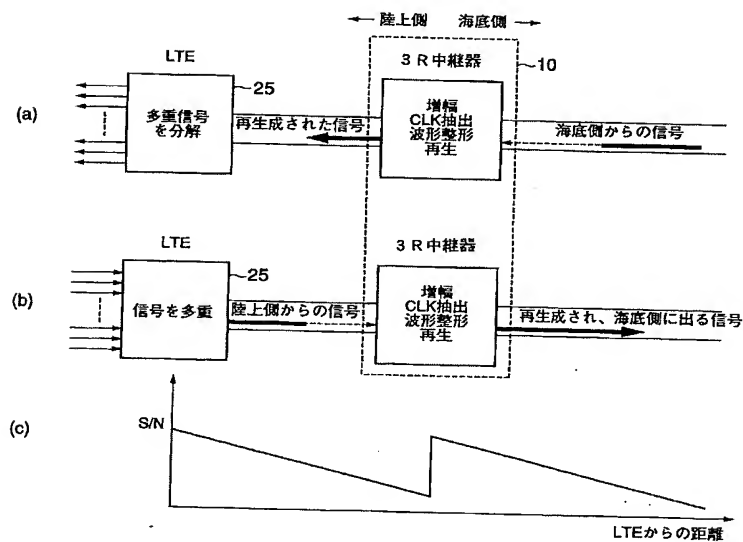 陸上側 海底側
LTE
3R中継器
10
25
(a)
多重信号
を分解
再生成された信号
増幅
CLK抽出
波形整形
再生
海底側からの信号
LTE
3R中継器
25
(b)
信号を多重
陸上側からの信号
増幅
CLK抽出
波形整形
再生
再生成され、海底側に出る信号
(c)
S/N
LTEからの距離